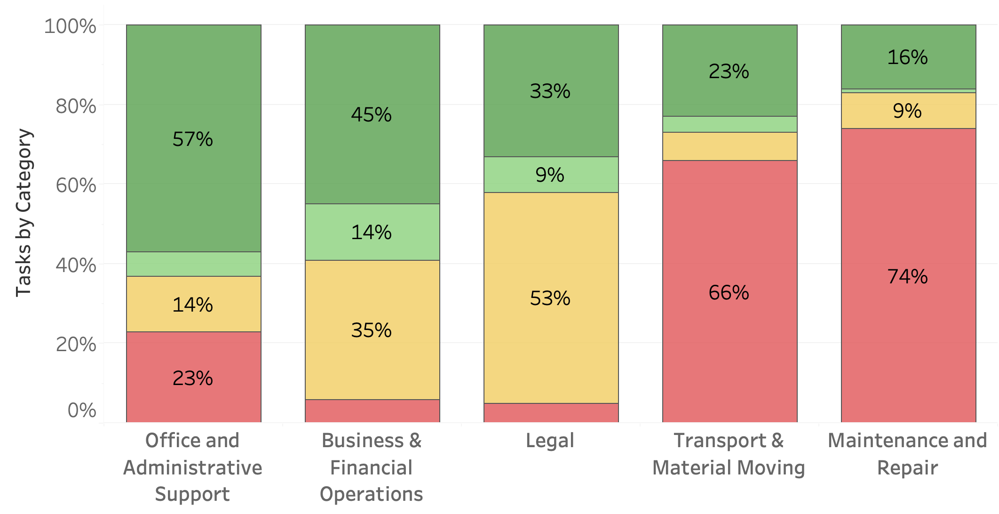 100%
80%
60%
40%
20%
0%
Tasks by Category
57%
14%
23%
45%
14%
35%
33%
9%
53%
23%
66%
16%
9%
74%
Office and
Administrative
Support
Business &
Financial
Operations
Legal
Transport &
Material Moving
Maintenance and
Repair